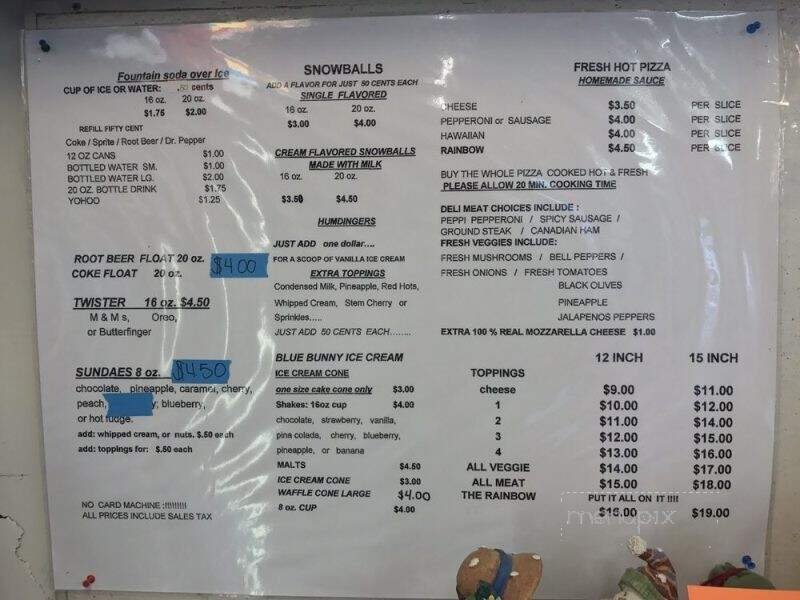 Fountain soda over Ice
CUP OF ICE OR WATER: .50 cents
16 oz. 20 oz.
$1.75 $2.00
REFILL FIFTY CENT
Coke / Sprite / Root Beer / Dr. Pepper
12 OZ CANS $1.00
BOTTLED WATER SM. $1.00
BOTTLED WATER LG. $2.00
20 OZ. BOTTLE DRINK $1.75
YOHOO $1.25
ROOT BEER FLOAT 20 oz. $4.00
COKE FLOAT 20 oz.
TWISTER 16 oz. $4.50
M & M s, Oreo,
or Butterfinger
SUNDAES 8 oz. $4.50
chocolate, pineapple, caramel, cherry,
peach, y, blueberry,
or hot fudge.
add: whipped cream, or nuts. $.50 each
add: toppings for: $.50 each
NO CARD MACHINE :!!!!!!!!!
ALL PRICES INCLUDE SALES TAX
SNOWBALLS
ADD A FLAVOR FOR JUST 50 CENTS EACH
SINGLE FLAVORED
16 oz. 20 oz.
$3.00 $4.00
CREAM FLAVORED SNOWBALLS
MADE WITH MILK
16 oz. 20 oz.
$3.50 $4.50
HUMDINGERS
JUST ADD one dollar....
FOR A SCOOP OF VANILLA ICE CREAM
EXTRA TOPPINGS
Condensed Milk, Pineapple, Red Hots,
Whipped Cream, Stem Cherry or
Sprinkles.....
JUST ADD 50 CENTS EACH........
BLUE BUNNY ICE CREAM
ICE CREAM CONE
one size cake cone only $3.00
Shakes: 16oz cup $4.00
chocolate, strawberry, vanilla,
pina colada, cherry, blueberry,
pineapple, or banana
MALTS $4.50
ICE CREAM CONE $3.00
WAFFLE CONE LARGE $4.00
8 oz. CUP $4.00
FRESH HOT PIZZA
HOMEMADE SAUCE
CHEESE $3.50 PER SLICE
PEPPERONI or SAUSAGE $4.00 PER SLICE
HAWAIIAN $4.00 PER SLICE
RAINBOW $4.50 PER SLICE
BUY THE WHOLE PIZZA COOKED HOT & FRESH
PLEASE ALLOW 20 MIN. COOKING TIME
DELI MEAT CHOICES INCLUDE :
PEPPI PEPPERONI / SPICY SAUSAGE /
GROUND STEAK / CANADIAN HAM
FRESH VEGGIES INCLUDE:
FRESH MUSHROOMS / BELL PEPPERS /
FRESH ONIONS / FRESH TOMATOES
BLACK OLIVES
PINEAPPLE
JALAPENOS PEPPERS
EXTRA 100 % REAL MOZZARELLA CHEESE $1.00
12 INCH 15 INCH
TOPPINGS
cheese $9.00 $11.00
1 $10.00 $12.00
2 $11.00 $14.00
3 $12.00 $15.00
4 $13.00 $16.00
ALL VEGGIE $14.00 $17.00
ALL MEAT $15.00 $18.00
THE RAINBOW PUT IT ALL ON IT !!!!
$16.00 $19.00
menupix